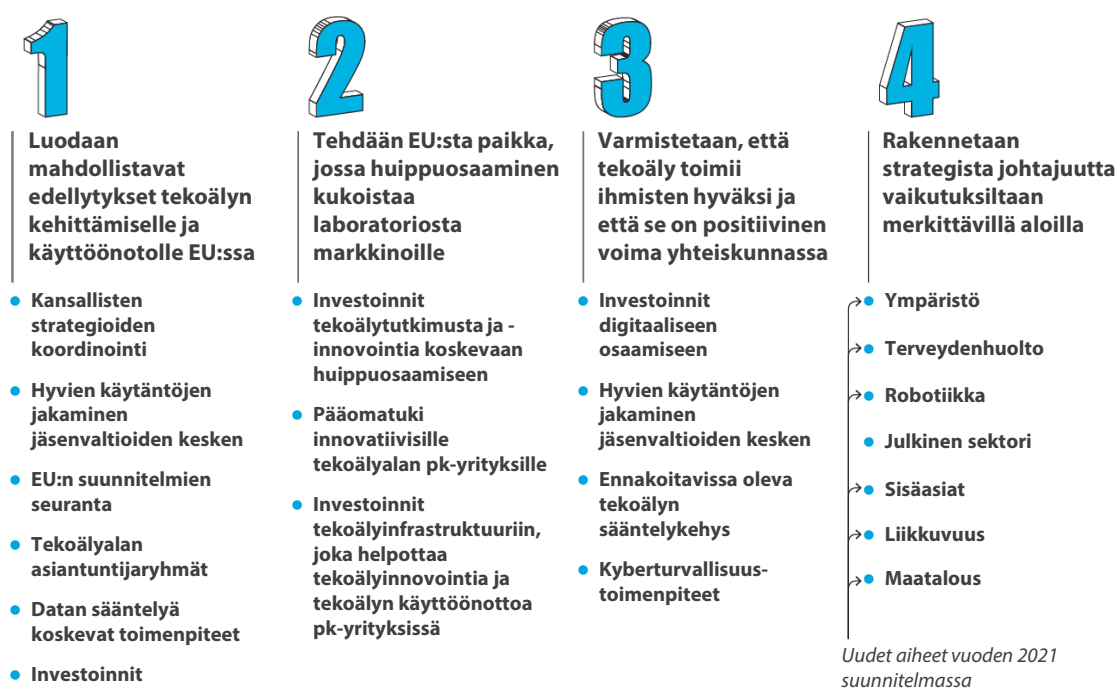 1
Luodaan
mahdollistavat
edellytykset tekoälyn
kehittämiselle ja
käyttöönotolle EU:ssa
Kansallisten
strategioiden
koordinointi
Hyvien käytäntöjen
jakaminen
jäsenvaltioiden kesken
EU:n suunnitelmien
seuranta
Tekoälyalan
asiantuntijaryhmät
Datan sääntelyä
koskevat toimenpiteet
Investoinnit
2
Tehdään EU:sta paikka,
jossa huippuosaaminen
kukoistaa
laboratoriosta
markkinoille
Investoinnit
tekoälytutkimusta ja -
innovointia koskevaan
huippuosaamiseen
Pääomatuki
innovatiivisille
tekoälyalan pk-yrityksille
Investoinnit
tekoälyinfrastruktuuriin,
joka helpottaa
tekoälyinnovointia ja
tekoälyn käyttöönottoa
pk-yrityksissä
3
Varmistetaan, että
tekoäly toimii
ihmisten hyväksi ja
että se on positiivinen
voima yhteiskunnassa
Investoinnit
digitaaliseen
osaamiseen
Hyvien käytäntöjen
jakaminen
jäsenvaltioiden kesken
Ennakoitavissa oleva
tekoälyn
sääntelykehys
Kyberturvallisuus-
toimenpiteet
4
Rakennetaan
strategista johtajuutta
vaikutuksiltaan
merkittävillä aloilla
Ympäristö
Terveydenhuolto
Robotiikka
Julkinen sektori
Sisäasiat
Liikkuvuus
Maatalous
Uudet aiheet vuoden 2021
suunnitelmassa